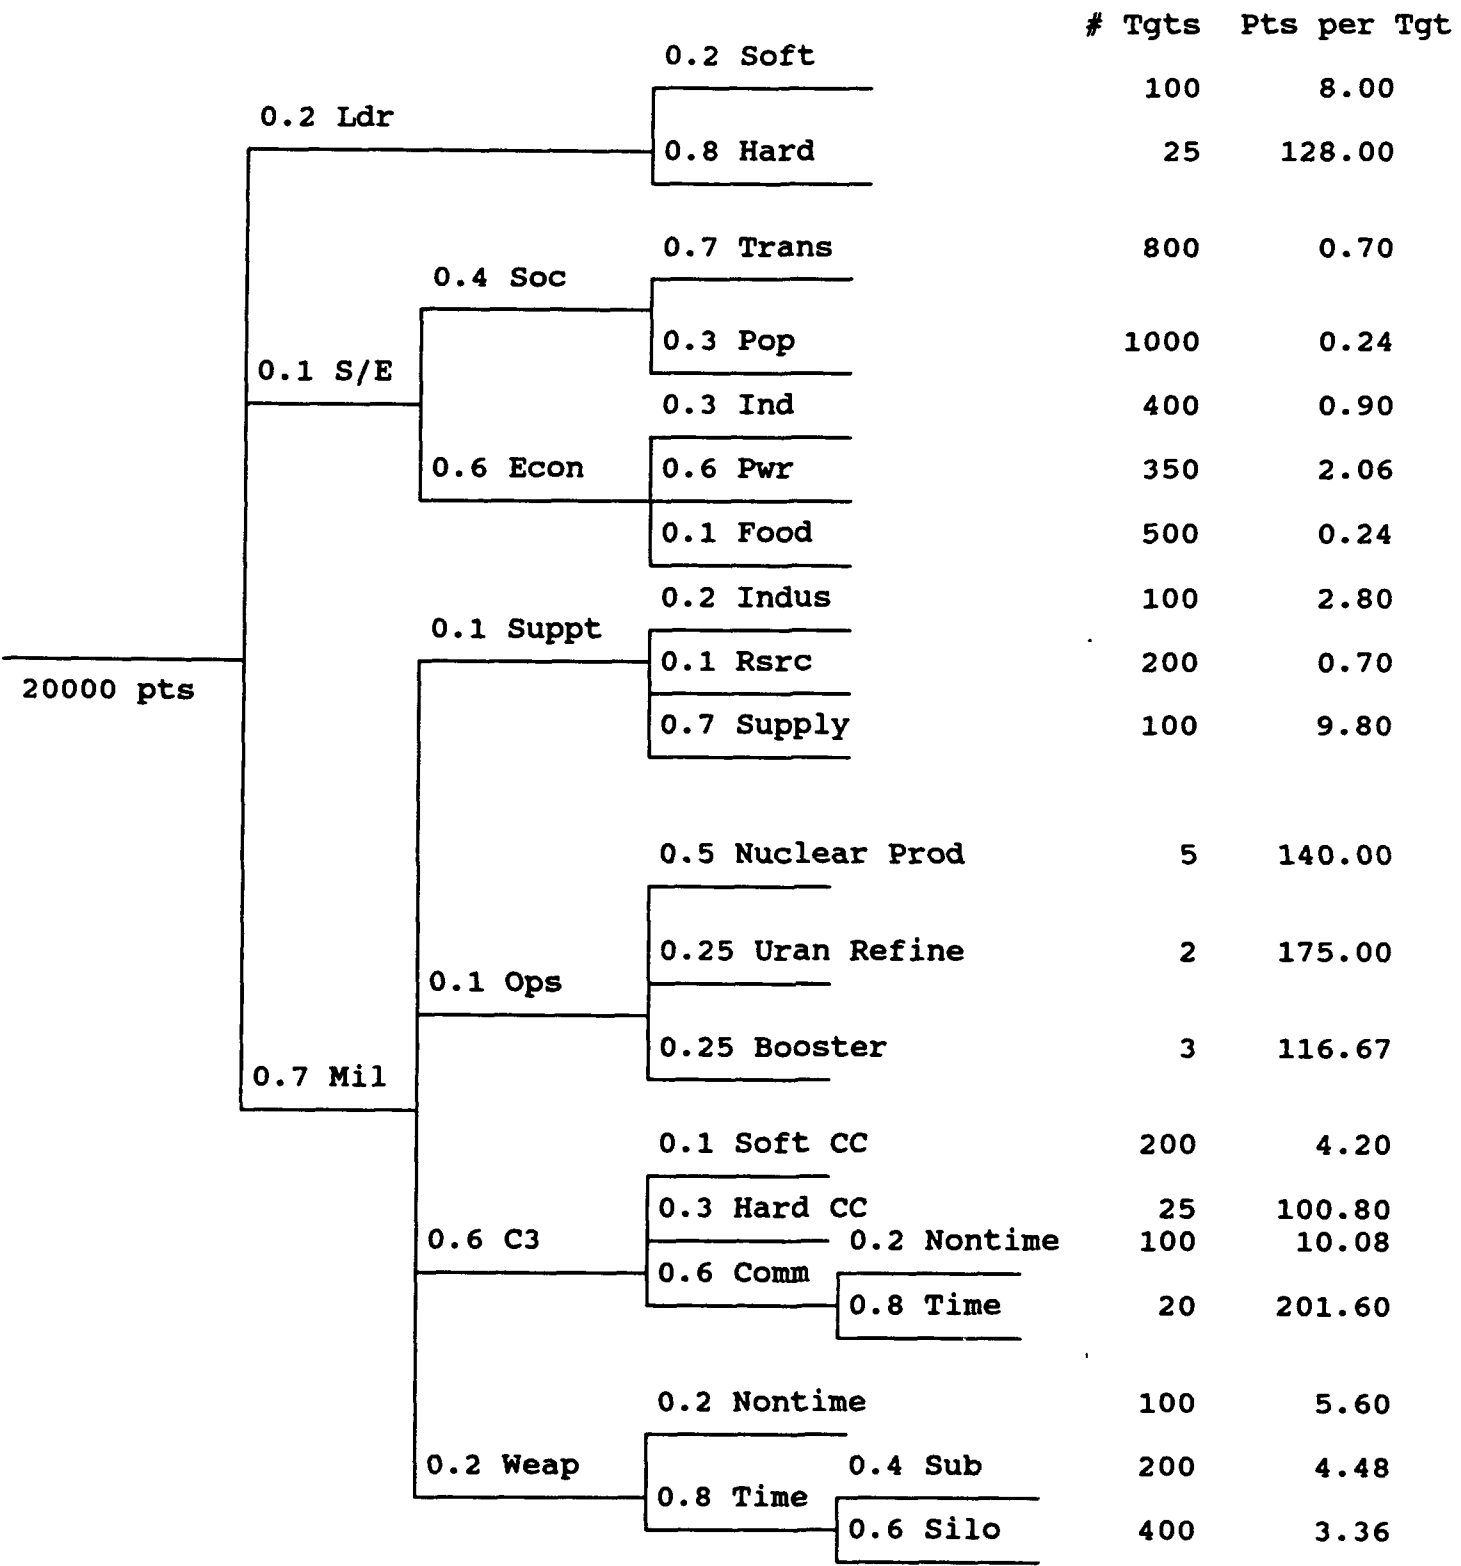 # Tgts Pts per Tgt
0.2 Soft
100 8.00
0.2 Ldr
0.8 Hard 25 128.00
0.7 Trans 800 0.70
0.4 Soc
0.3 Pop 1000 0.24
0.1 S/E
0.3 Ind 400 0.90
0.6 Econ 0.6 Pwr 350 2.06
0.1 Food 500 0.24
0.2 Indus 100 2.80
0.1 Suppt
0.1 Rsrc 200 0.70
20000 pts
0.7 Supply 100 9.80
0.5 Nuclear Prod 5 140.00
0.25 Uran Refine 2 175.00
0.1 Ops
0.25 Booster 3 116.67
0.7 Mil
0.1 Soft CC 200 4.20
0.3 Hard CC 25 100.80
0.6 C3 0.2 Nontime 100 10.08
0.6 Comm
0.8 Time 20 201.60
0.2 Nontime 100 5.60
0.2 Weap 0.4 Sub 200 4.48
0.8 Time
0.6 Silo 400 3.36